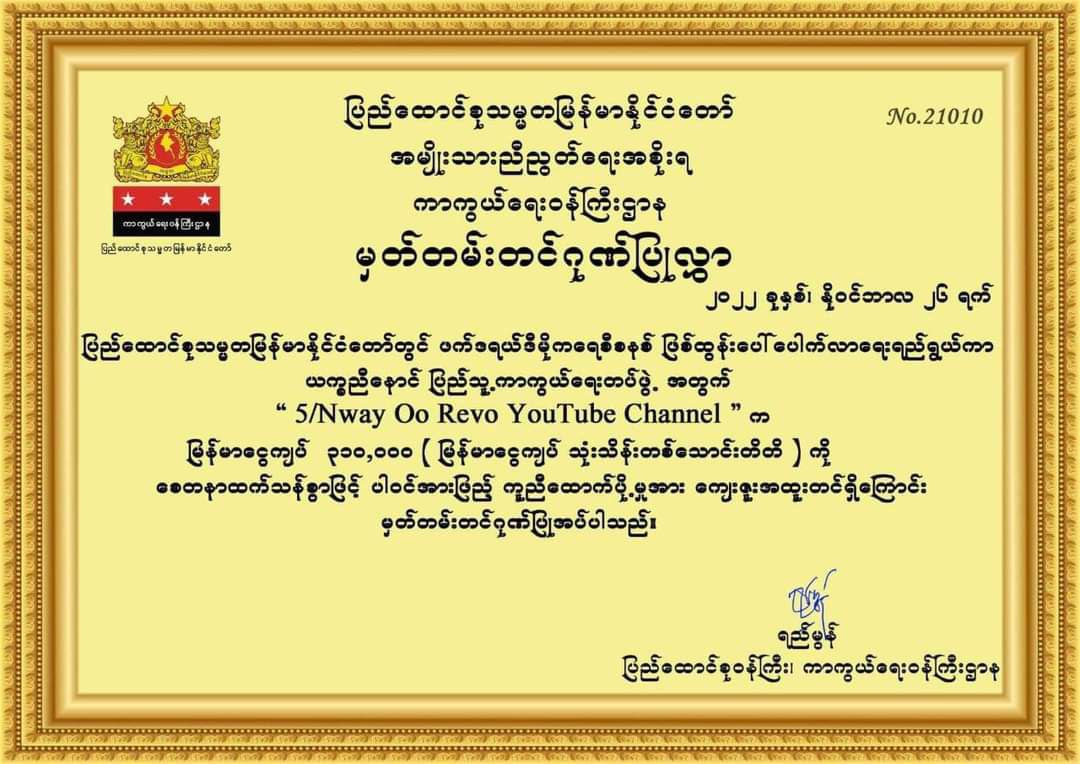 ပြည်ထောင်စုသမ္မတမြန်မာနိုင်ငံတော်
No.21010
အမျိုးသားညီညွတ်ရေးအစိုးရ
ကာကွယ်ရေးဝန်ကြီးဌာန
ကာကွယ်ရေးဝန်ကြီးဌာန
ပြည်ထောင်စုသမ္မတမြန်မာနိုင်ငံတော်
မှတ်တမ်းတင်ဂုဏ်ပြုလွှာ
၂၀၂၂ ခုနှစ်၊ နိုဝင်ဘာလ ၂၆ ရက်
ပြည်ထောင်စုသမ္မတမြန်မာနိုင်ငံတော်တွင် ဖက်ဒရယ်ဒီမိုကရေစီစနစ် ဖြစ်ထွန်းပေါ်ပေါက်လာရေးရည်ရွယ်ကာ
ယက္ခညီနောင် ပြည်သူ့ကာကွယ်ရေးတပ်ဖွဲ့ အတွက်
“ 5/Nway Oo Revo YouTube Channel ” က
မြန်မာငွေကျပ် ၃၁၀,၀၀၀ ( မြန်မာငွေကျပ် သုံးသိန်းတစ်သောင်းတိတိ ) ကို
စေတနာထက်သန်စွာဖြင့် ပါဝင်အားဖြည့် ကူညီထောက်ပို့မှုအား ကျေးဇူးအထူးတင်ရှိကြောင်း
မှတ်တမ်းတင်ဂုဏ်ပြုအပ်ပါသည်။
ရည်မွန်
ပြည်ထောင်စုဝန်ကြီး၊ ကာကွယ်ရေးဝန်ကြီးဌာန